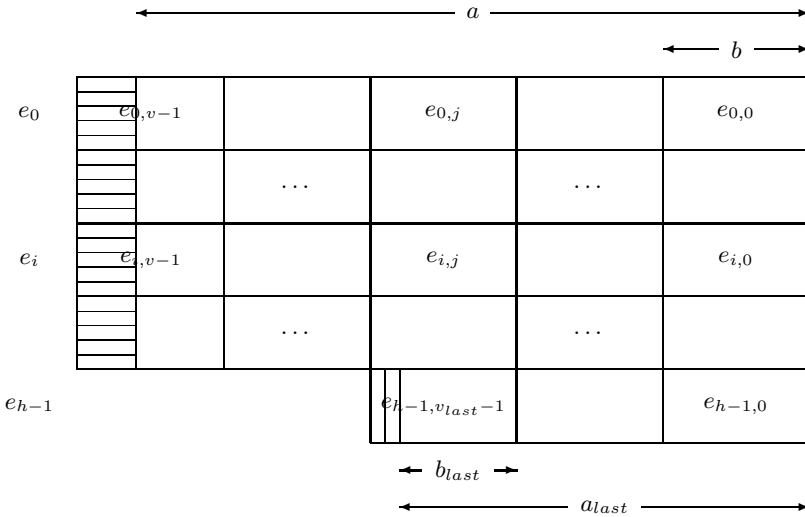 a
b
e_0 e_{0,v−1} e_{0,j} e_{0,0}
... ...
e_i e_{i,v−1} e_{i,j} e_{i,0}
... ...
e_{h−1} e_{h−1,v_{last}−1} e_{h−1,0}
b_{last}
a_{last}